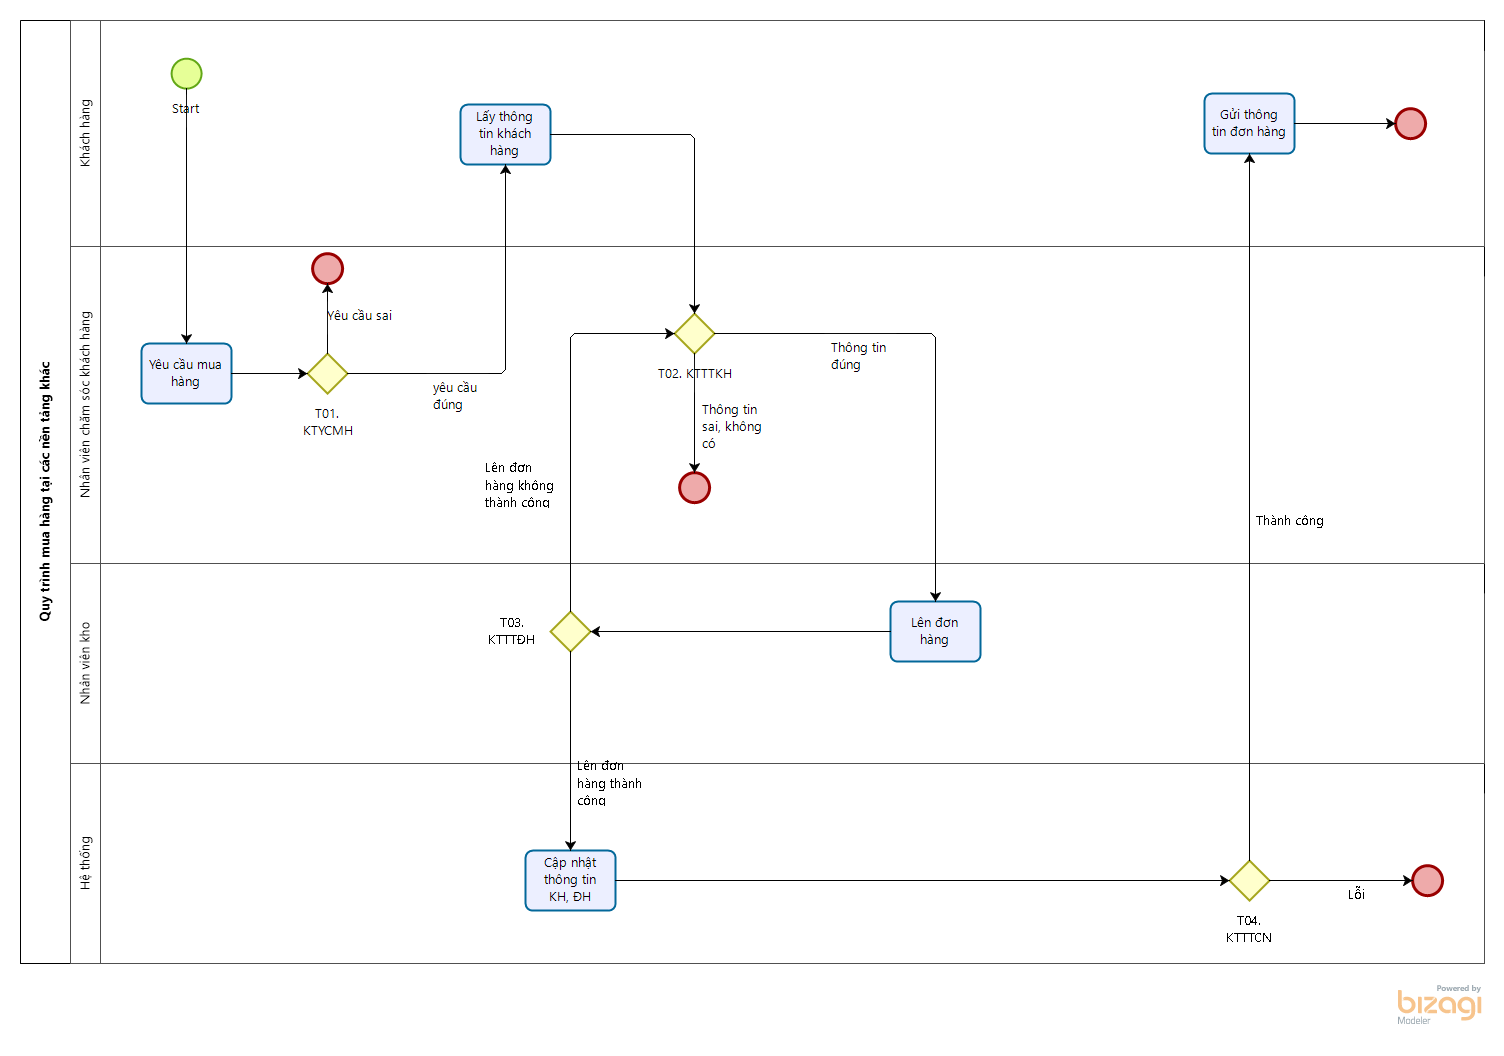 Quy trình mua hàng tại các nền tảng khác
Khách hàng
Start
Lấy thông
tin khách
hàng
Gửi thông
tin đơn hàng
Nhân viên chăm sóc khách hàng
Yêu cầu sai
Yêu cầu mua
hàng
T01.
KTYCMH
yêu cầu
đúng
T02. KTTTKH
Thông tin
đúng
Thông tin
sai, không
có
Lên đơn
hàng không
thành công
Thành công
Nhân viên kho
T03.
KTTTĐH
Lên đơn
hàng
Lên đơn
hàng thành
công
Hệ thống
Cập nhật
thông tin
KH, ĐH
Lỗi
T04.
KTTTCN
Powered by
bizagi
Modeler